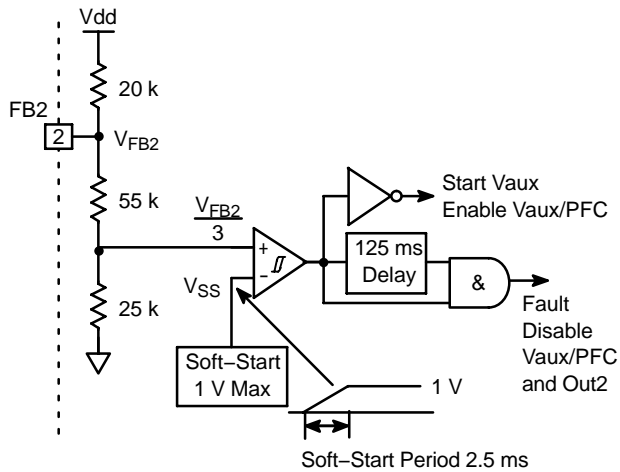 Vdd
20 k
FB2
2
VFB2
55 k
VFB2
3
+
−
VSS
25 k
Start Vaux
Enable Vaux/PFC
125 ms
Delay
&
Fault
Disable
Vaux/PFC
and Out2
Soft−Start
1 V Max
1 V
Soft−Start Period 2.5 ms